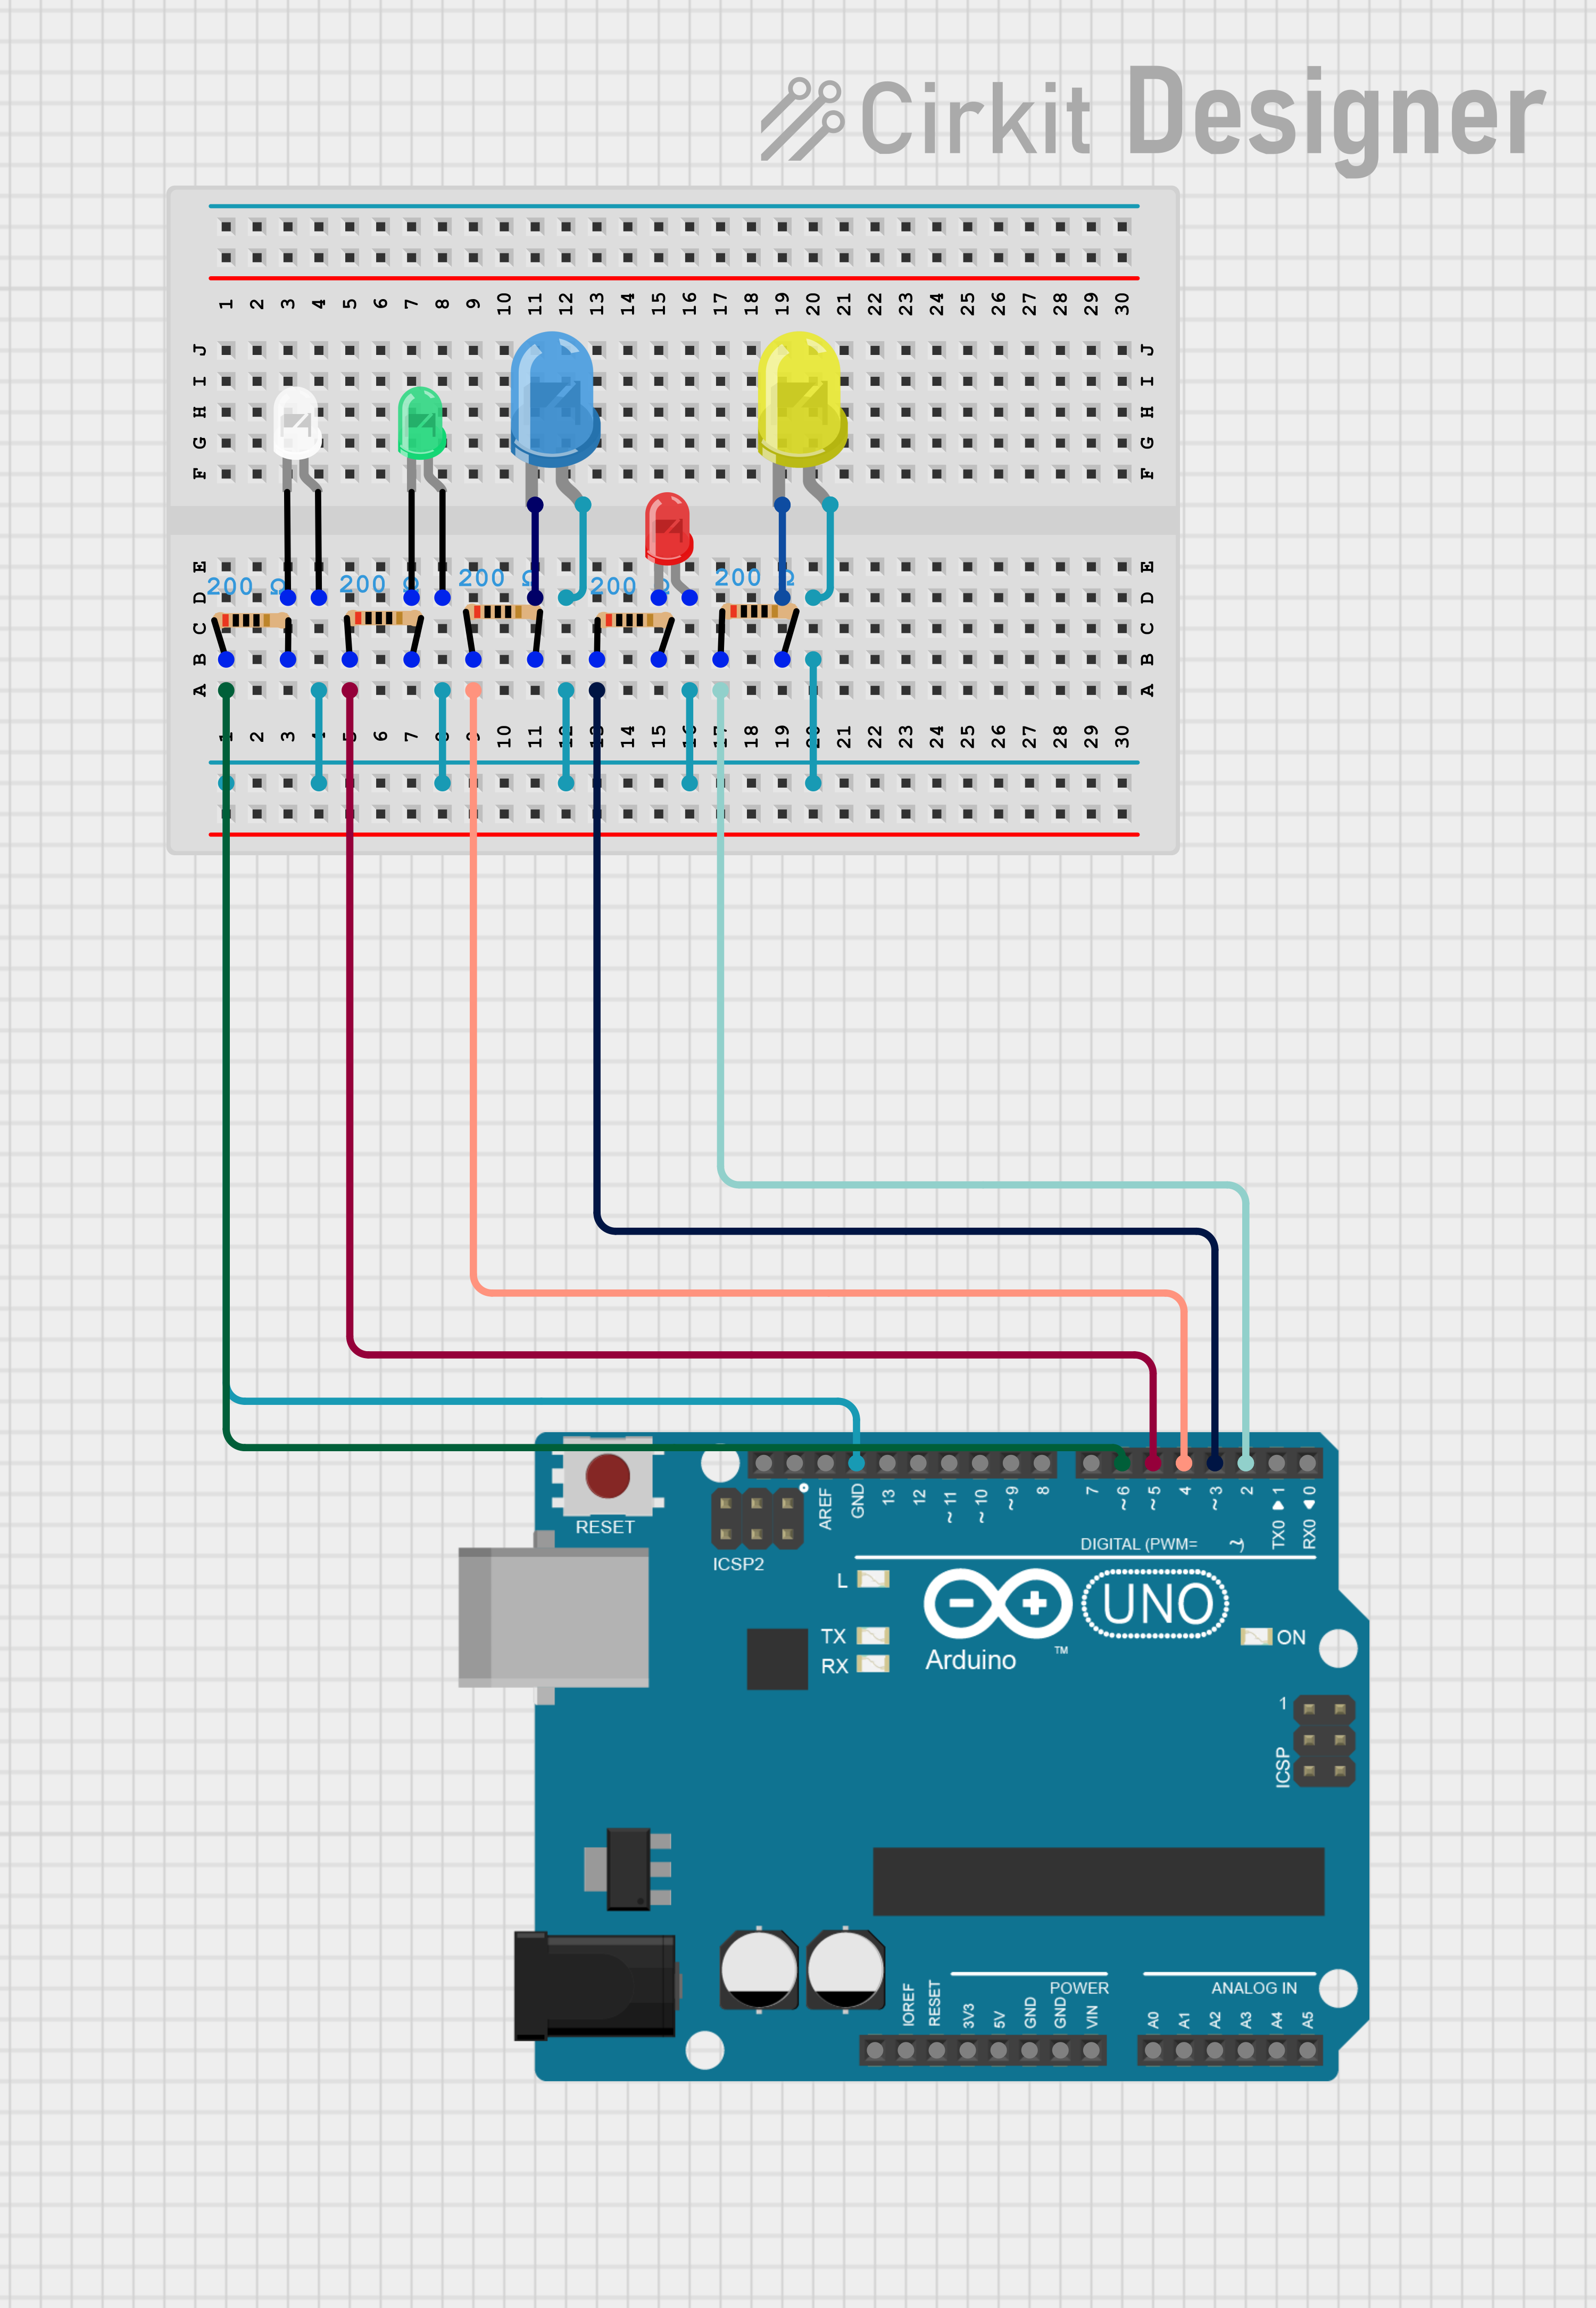 Cirkit Designer
1 2 3 4 5 6 7 8 9 10 11 12 13 14 15 16 17 18 19 20 21 22 23 24 25 26 27 28 29 30
J J
I I
H H
G G
F F
E E
200 Ω 200 Ω 200 Ω 200 Ω 200 Ω
D D
C C
B B
A A
1 2 3 4 5 6 7 8 9 10 11 12 13 14 15 16 17 18 19 20 21 22 23 24 25 26 27 28 29 30
AREF GND 13 12 ~11 ~10 ~9 8 7 ~6 ~5 4 ~3 2 TX0 ▶ 1 RX0 ◀ 0
RESET
DIGITAL (PWM= ~)
ICSP2
L
UNO
TX
ON
RX
Arduino ™
1
ICSP
POWER
ANALOG IN
IOREF RESET 3V3 5V GND GND VIN A0 A1 A2 A3 A4 A5